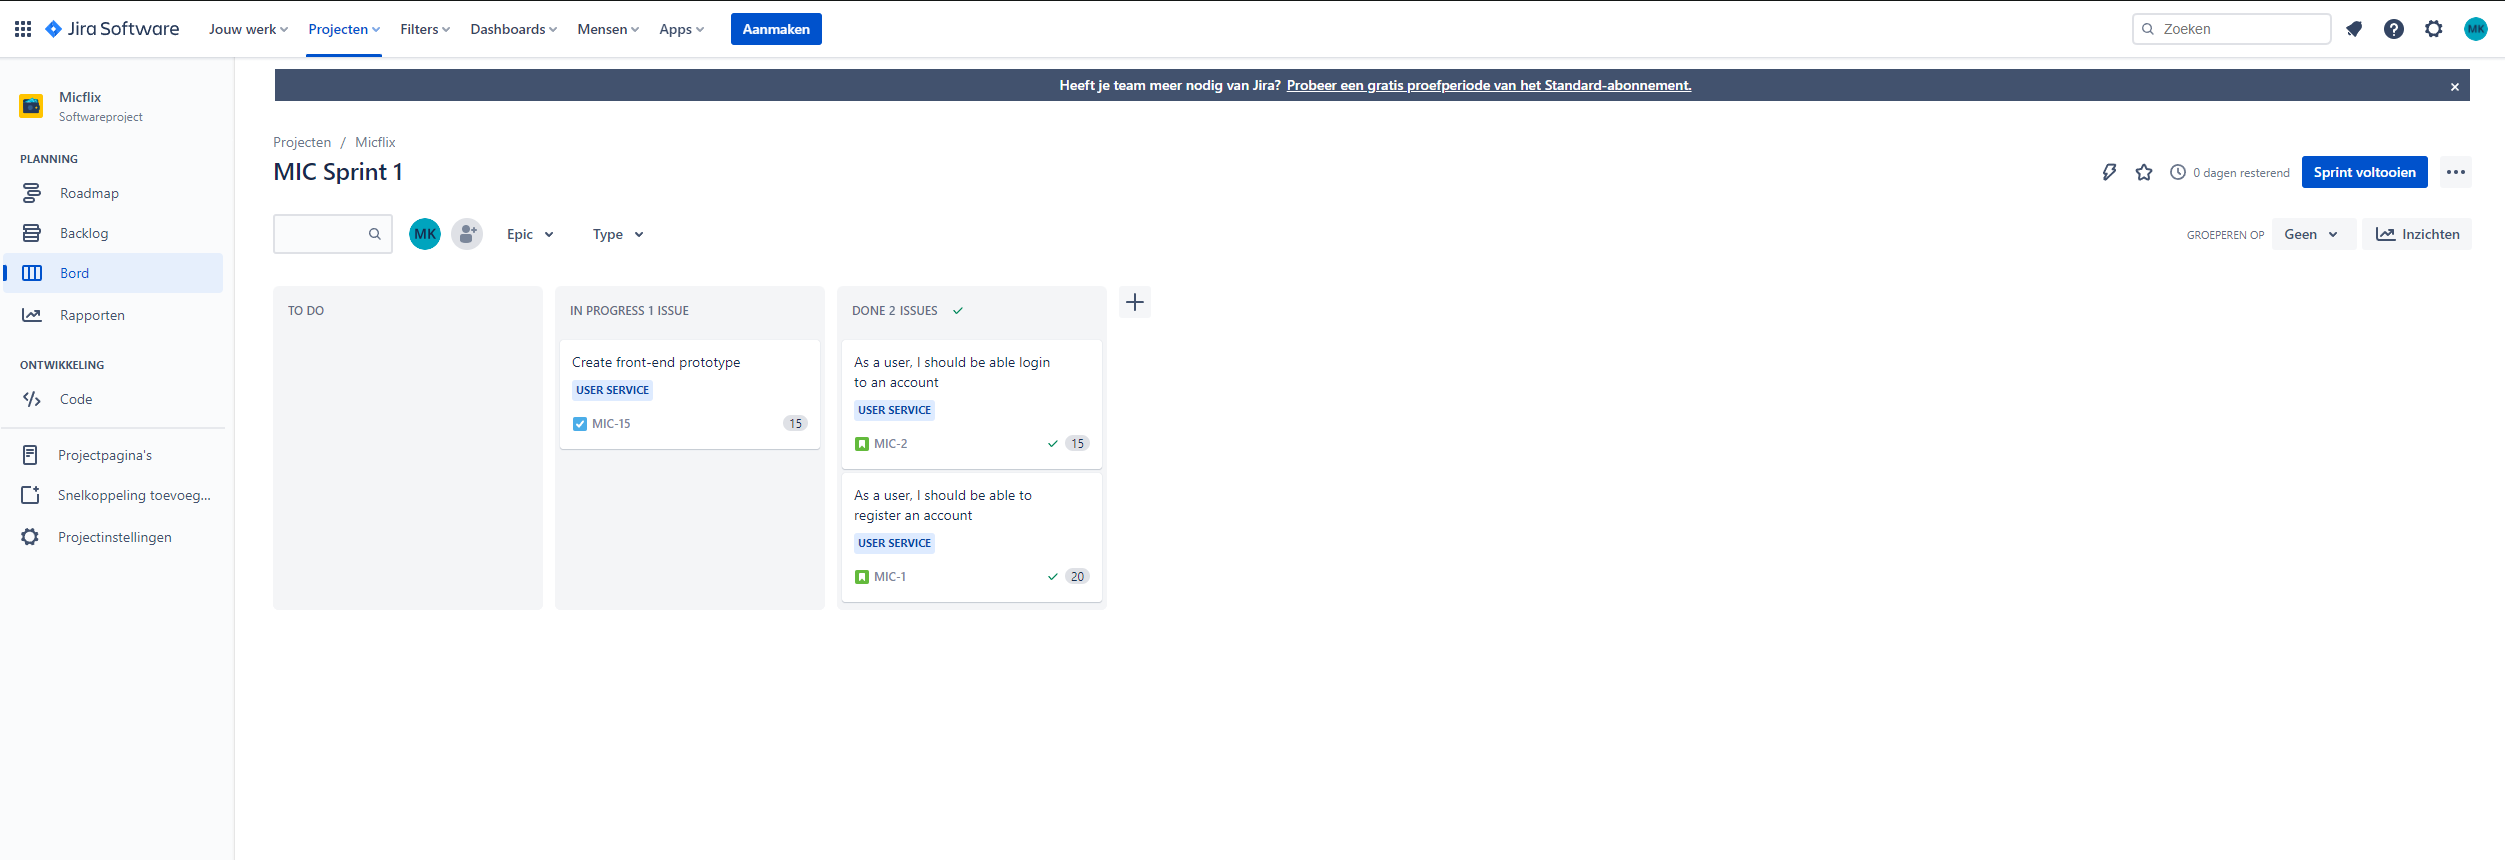 Jira Software
Jouw werk
Projecten
Filters
Dashboards
Mensen
Apps
Aanmaken
Zoeken
MK
Micflix
Softwareproject
PLANNING
Roadmap
Backlog
Bord
Rapporten
ONTWIKKELING
Code
Projectpagina's
Snelkoppeling toevoeg...
Projectinstellingen
Heeft je team meer nodig van Jira? Probeer een gratis proefperiode van het Standard-abonnement.
Projecten / Micflix
MIC Sprint 1
0 dagen resterend
Sprint voltooien
MK
Epic
Type
GROEPEREN OP
Geen
Inzichten
TO DO
IN PROGRESS 1 ISSUE
Create front-end prototype
USER SERVICE
MIC-15
15
DONE 2 ISSUES
As a user, I should be able login
to an account
USER SERVICE
MIC-2
15
As a user, I should be able to
register an account
USER SERVICE
MIC-1
20